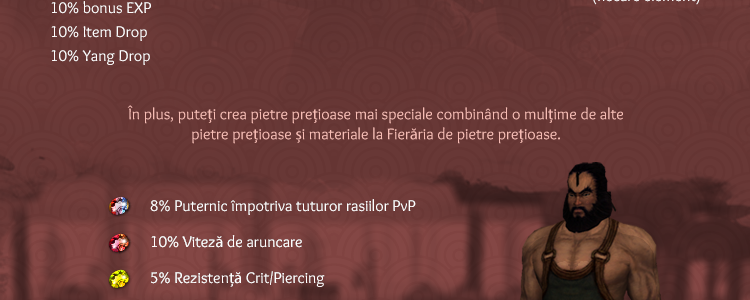 10% bonus EXP
10% Item Drop
10% Yang Drop
În plus, puteți crea pietre prețioase mai speciale combinând o mulțime de alte
pietre prețioase și materiale la Fierăria de pietre prețioase.
8% Puternic împotriva tuturor rasiilor PvP
10% Viteză de aruncare
5% Rezistență Crit/Piercing